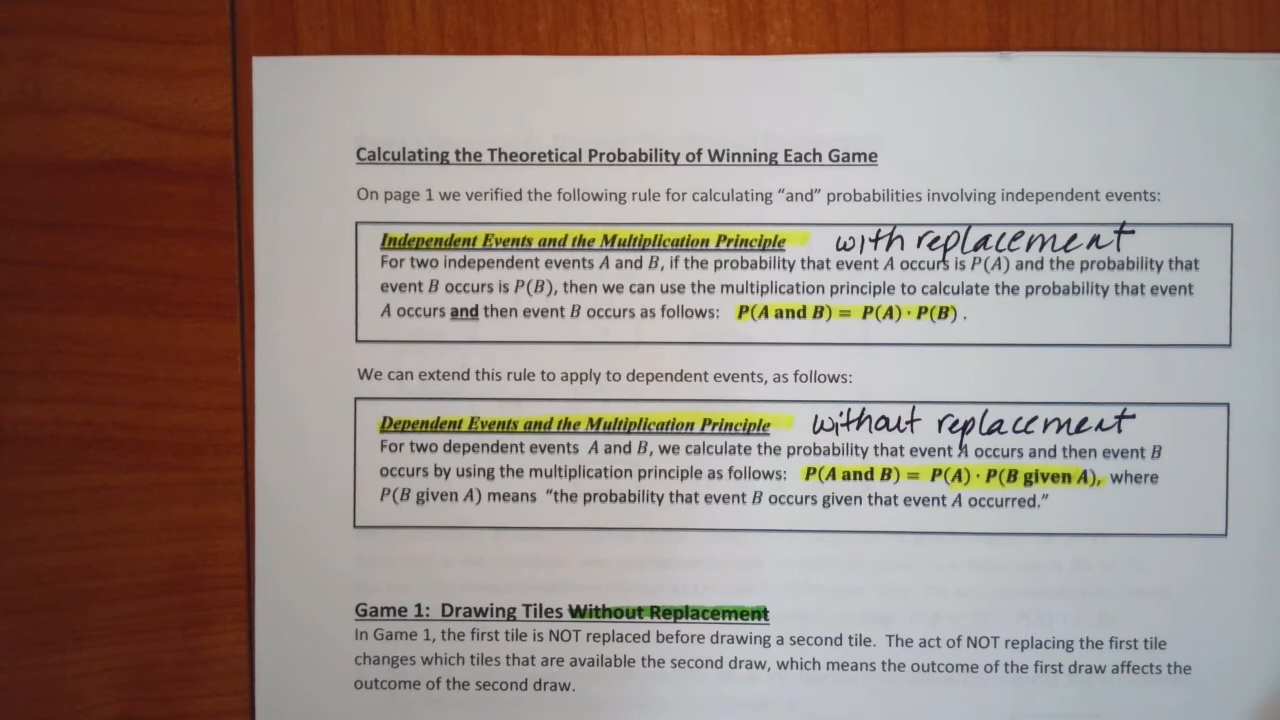 Calculating the Theoretical Probability of Winning Each Game
On page 1 we verified the following rule for calculating “and” probabilities involving independent events:
Independent Events and the Multiplication Principle with replacement
For two independent events A and B, if the probability that event A occurs is P(A) and the probability that
event B occurs is P(B), then we can use the multiplication principle to calculate the probability that event
A occurs and then event B occurs as follows: P(A and B) = P(A) · P(B) .
We can extend this rule to apply to dependent events, as follows:
Dependent Events and the Multiplication Principle without replacement
For two dependent events A and B, we calculate the probability that event A occurs and then event B
occurs by using the multiplication principle as follows: P(A and B) = P(A) · P(B given A), where
P(B given A) means “the probability that event B occurs given that event A occurred.”
Game 1: Drawing Tiles Without Replacement
In Game 1, the first tile is NOT replaced before drawing a second tile. The act of NOT replacing the first tile
changes which tiles that are available the second draw, which means the outcome of the first draw affects the
outcome of the second draw.